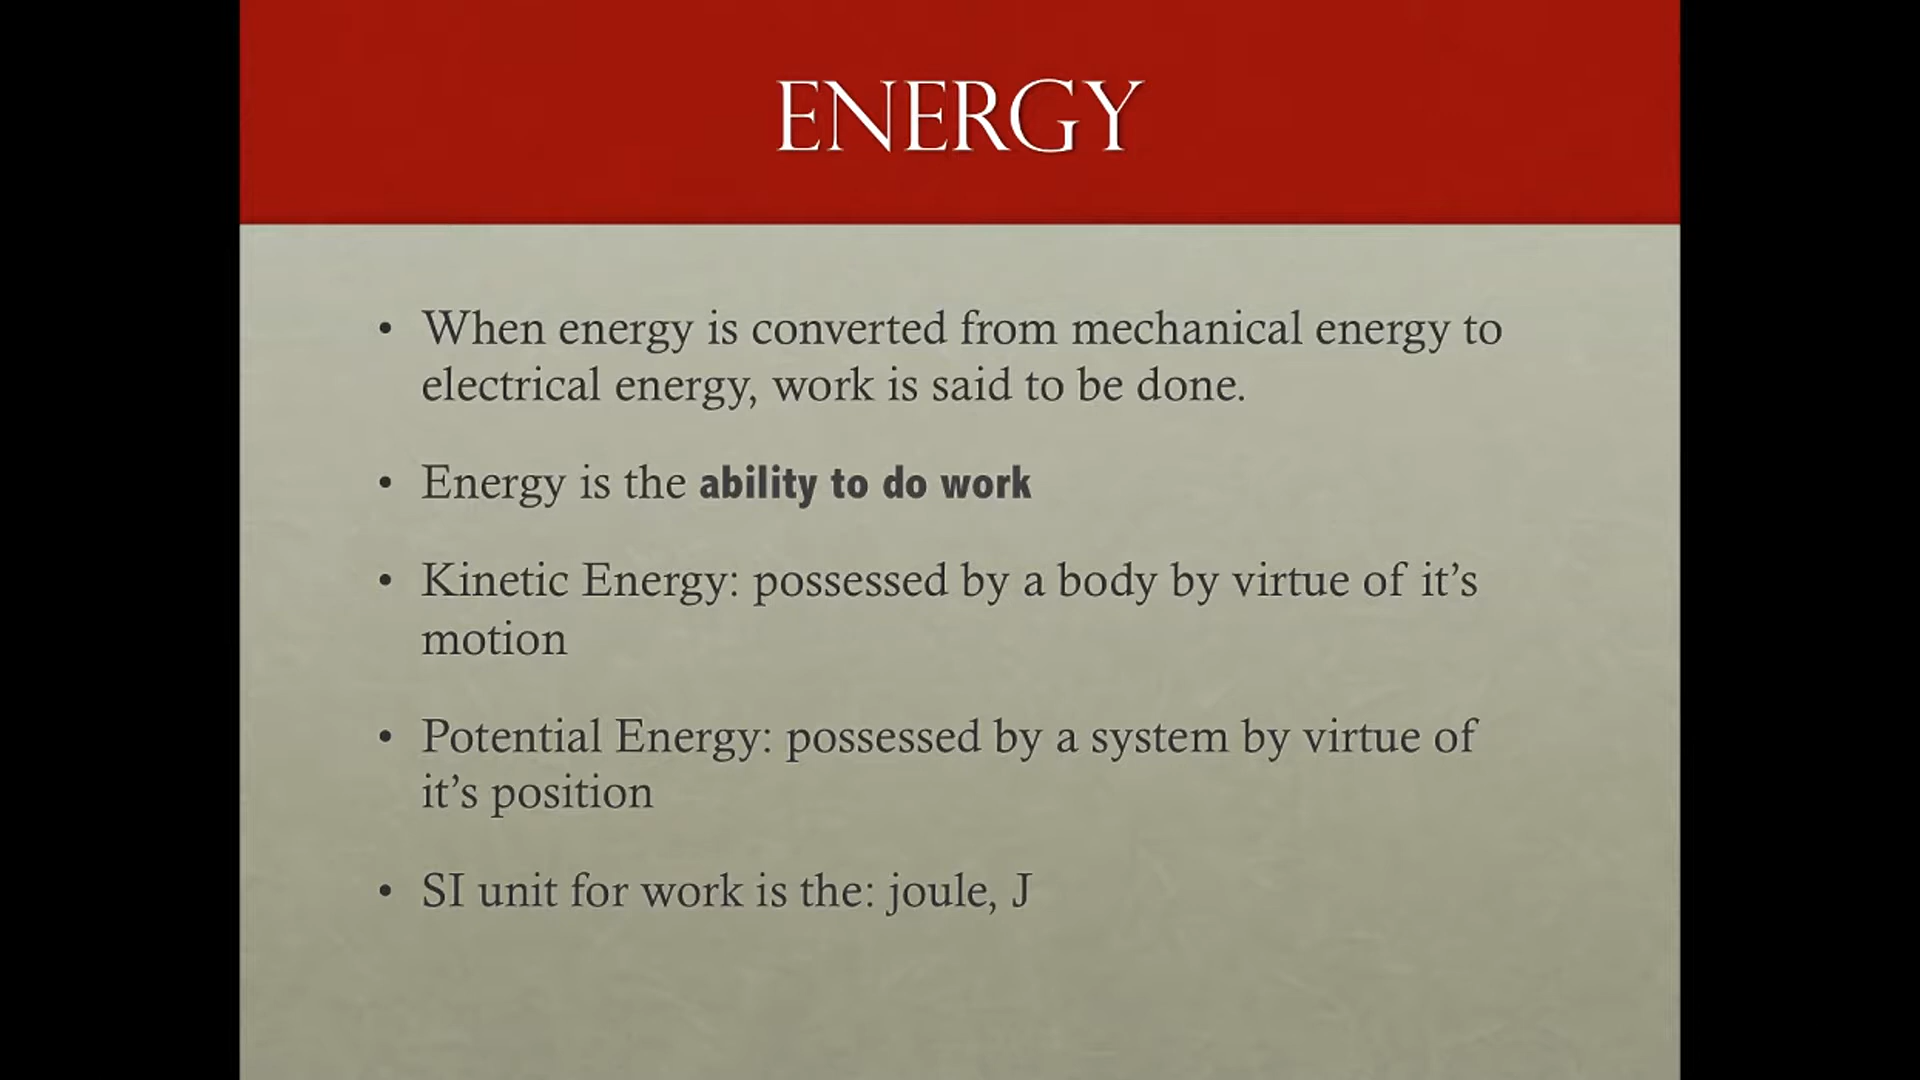 ENERGY
• When energy is converted from mechanical energy to
electrical energy, work is said to be done.
• Energy is the ability to do work
• Kinetic Energy: possessed by a body by virtue of it’s
motion
• Potential Energy: possessed by a system by virtue of
it’s position
• SI unit for work is the: joule, J